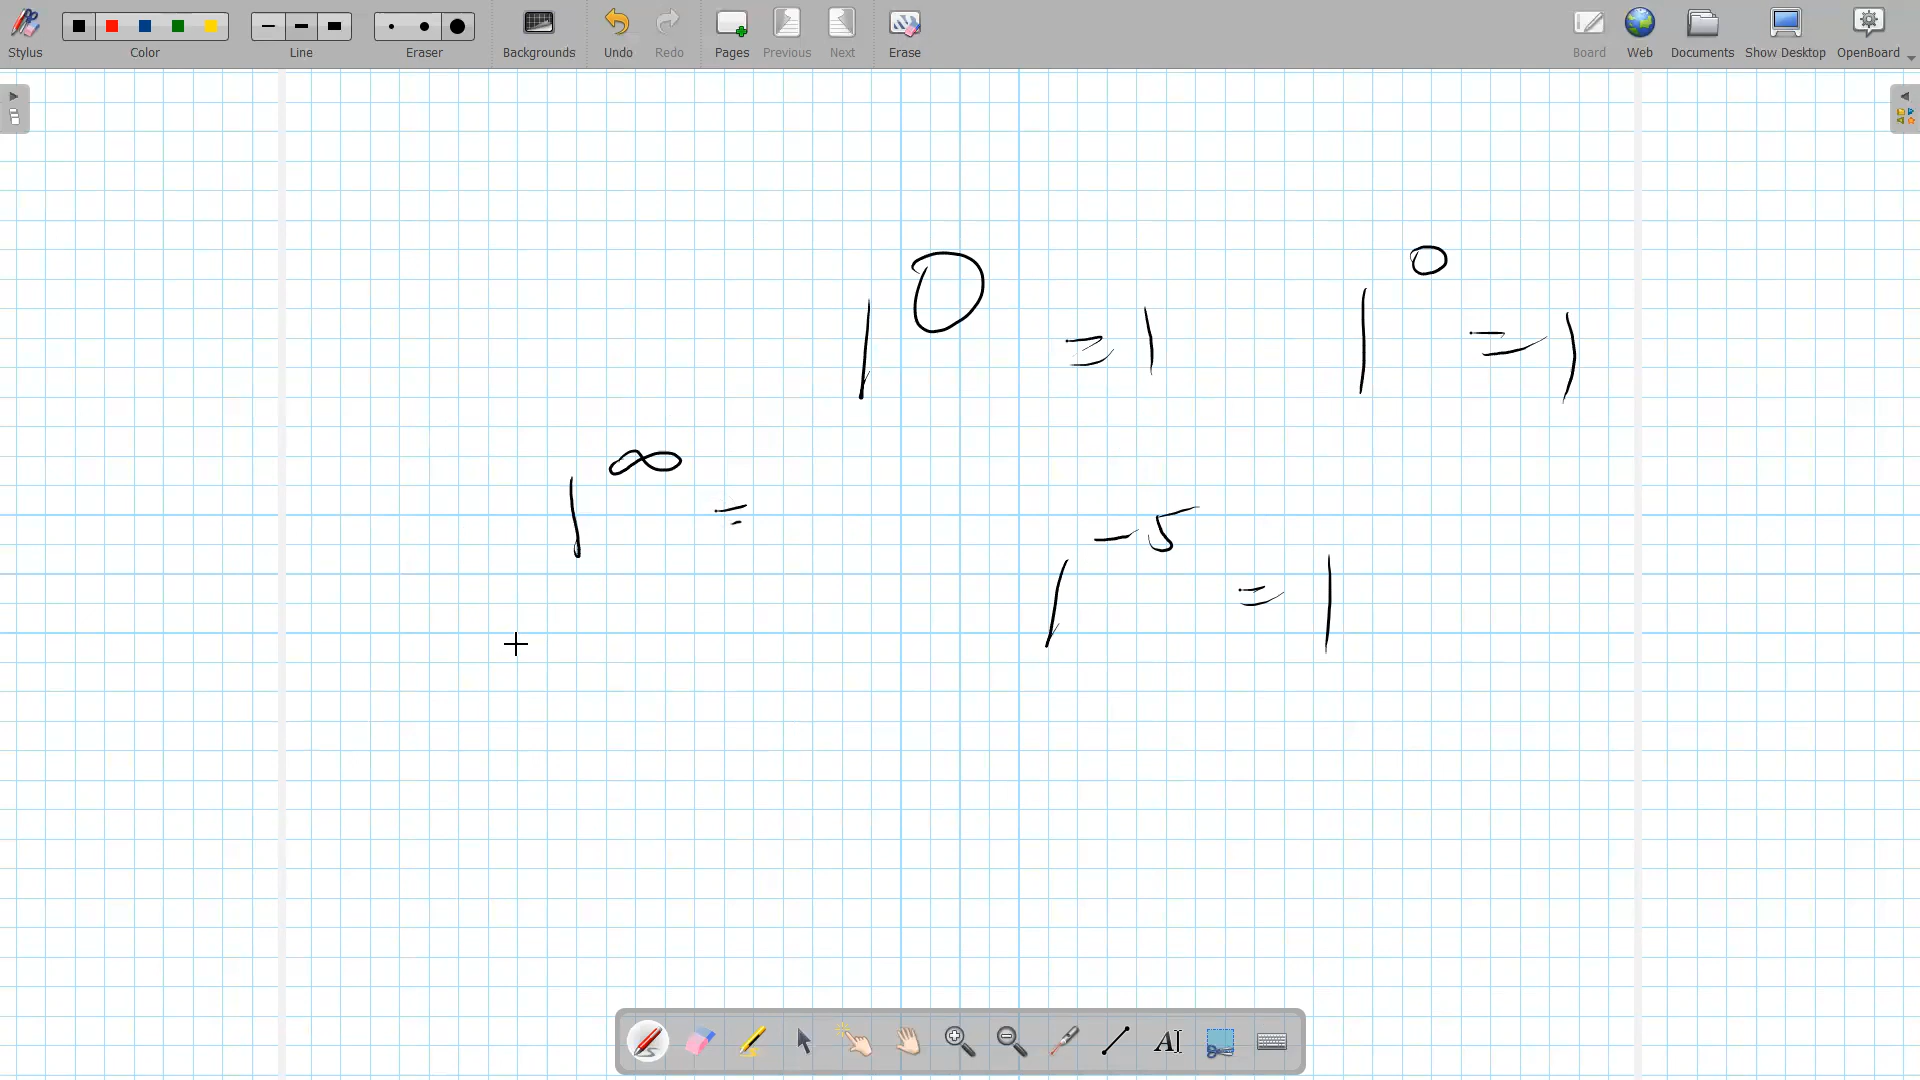 Stylus Color Line Eraser Backgrounds Undo Redo Pages Previous Next Erase Board Web Documents Show Desktop OpenBoard
1^0 = 1
1^0 = 1
1^∞ =
1^-5 = 1